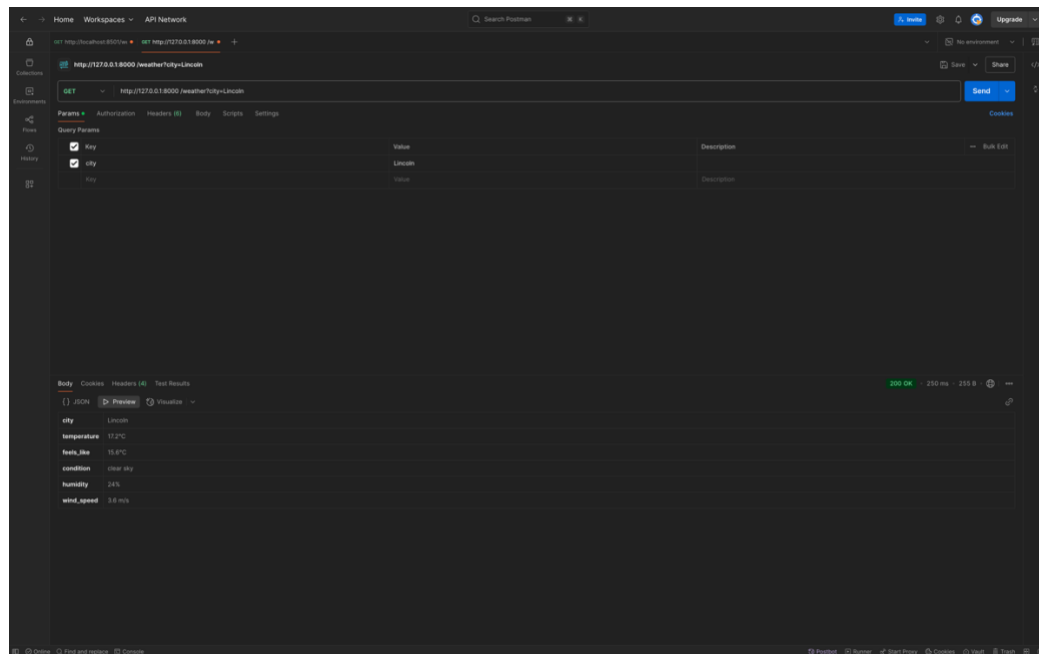 Home Workspaces API Network Search Postman ⌘ K Invite Upgrade
GET http://localhost:8501/we GET http://127.0.0.1:8000 /w +
http://127.0.0.1:8000 /weather?city=Lincoln Save Share
Collections
GET http://127.0.0.1:8000 /weather?city=Lincoln Send
Environments
Params Authorization Headers (6) Body Scripts Settings Cookies
Flows
Query Params
Key Value Description Bulk Edit
History
city Lincoln
Key Value Description
Body Cookies Headers (4) Test Results 200 OK 250 ms 255 B
{ } JSON Preview Visualize
city Lincoln
temperature 17.2°C
feels_like 15.6°C
condition clear sky
humidity 24%
wind_speed 3.6 m/s
Online Find and replace Console Postbot Runner Start Proxy Cookies Vault Trash